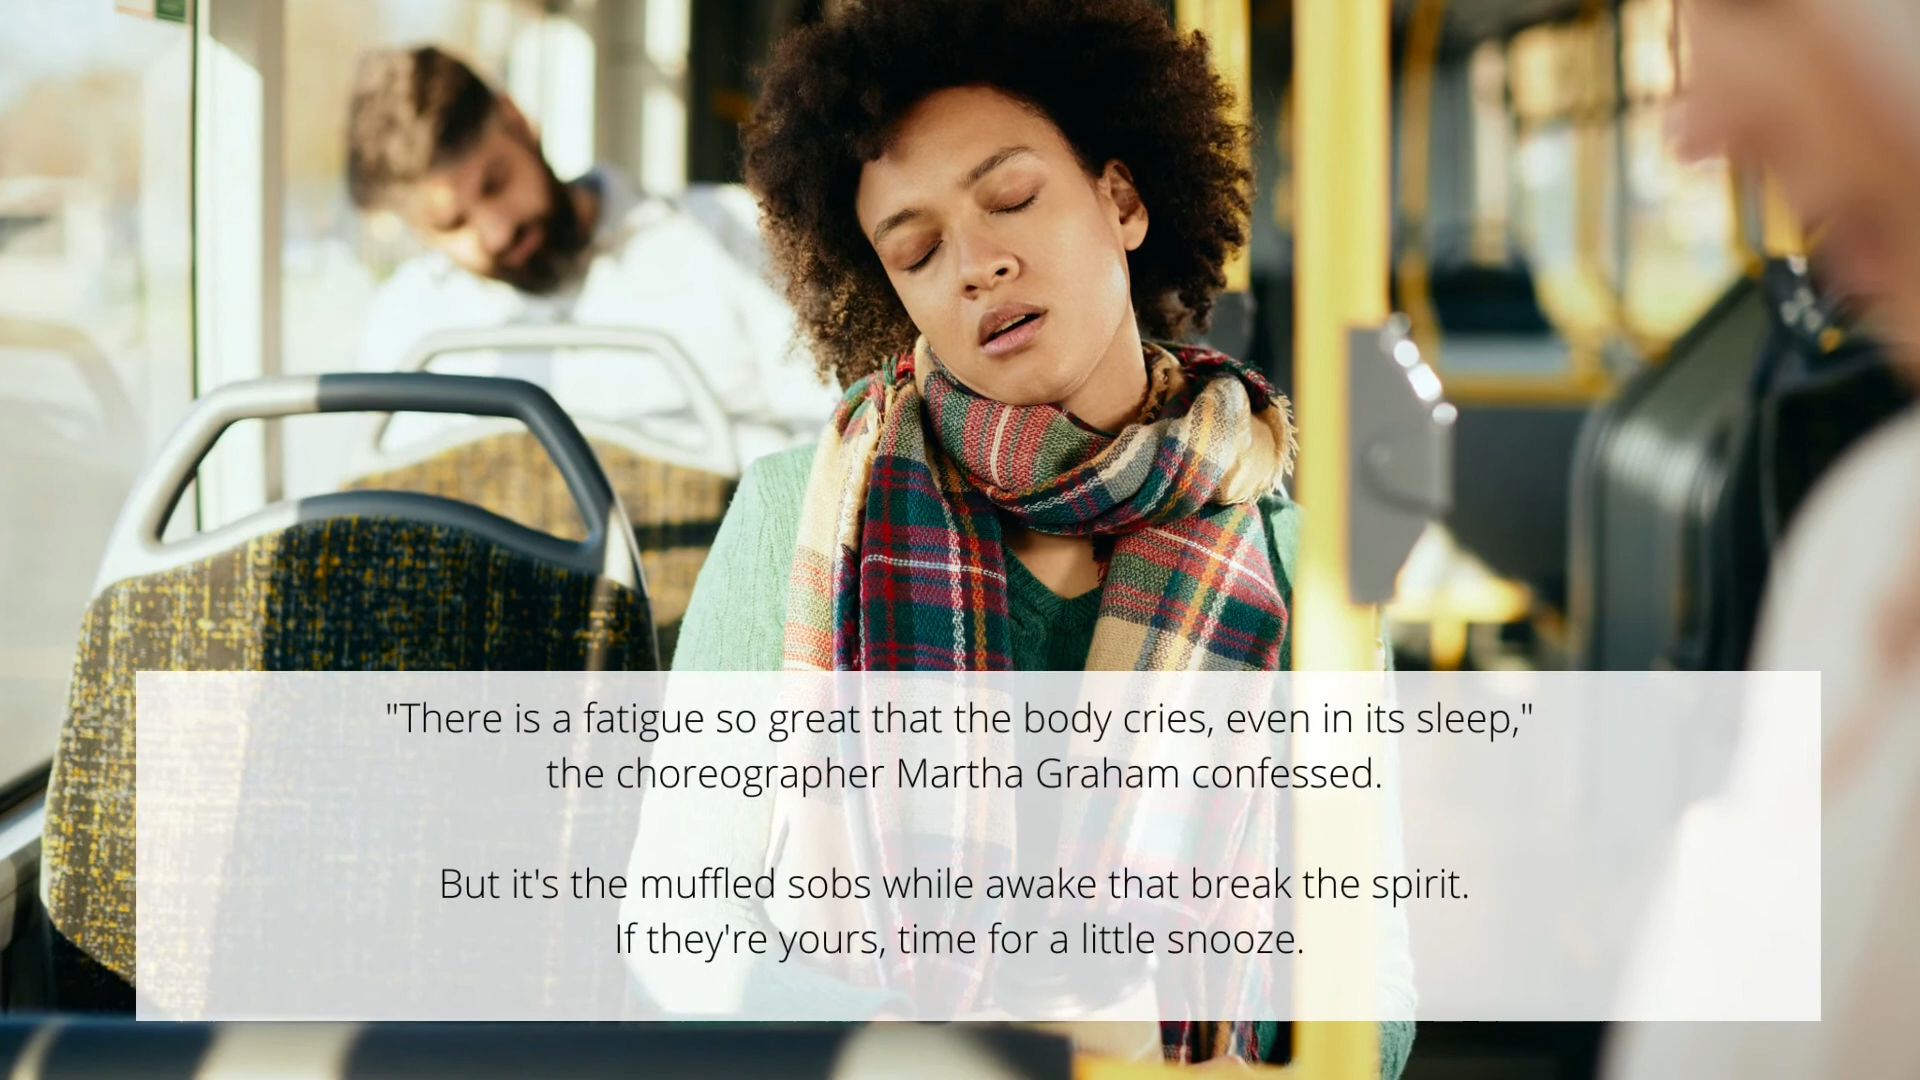 "There is a fatigue so great that the body cries, even in its sleep,"
the choreographer Martha Graham confessed.
But it's the muffled sobs while awake that break the spirit.
If they're yours, time for a little snooze.